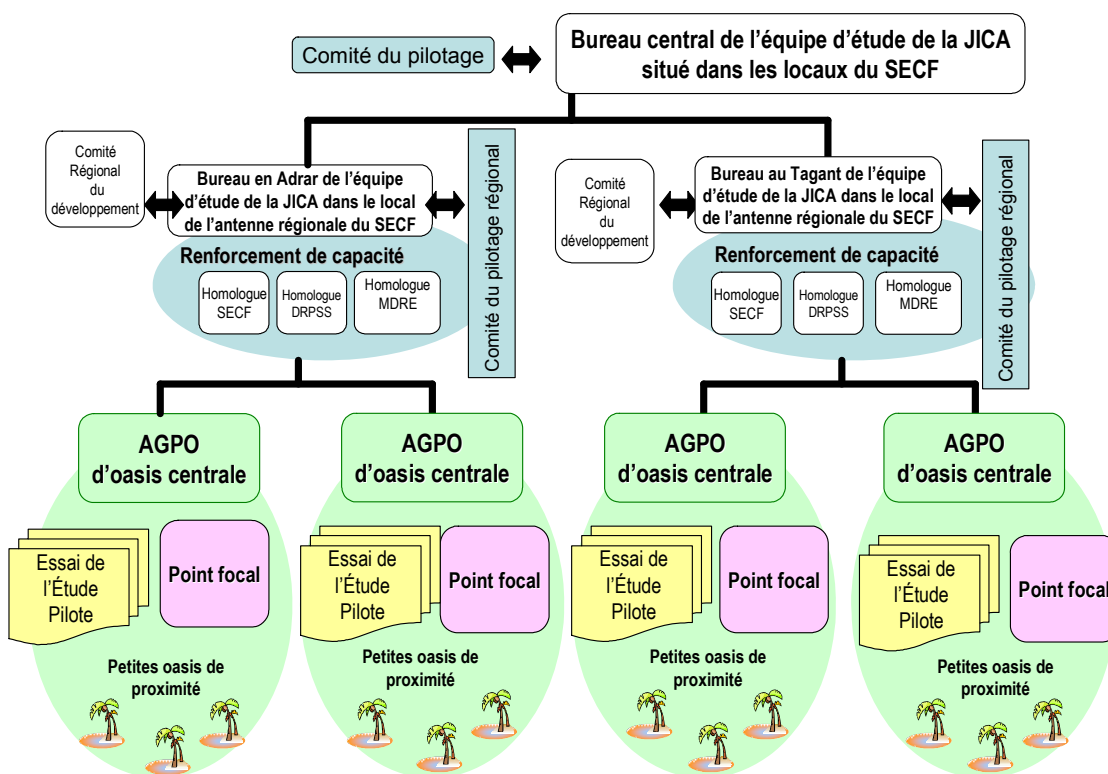 Comité du pilotage
Bureau central de l’équipe d’étude de la JICA
situé dans les locaux du SECF
Comité
Régional
du
développement
Bureau en Adrar de l’équipe
d’étude de la JICA dans le local
de l’antenne régionale du SECF
Comité du pilotage régional
Comité
Régional
du
développement
Bureau au Tagant de l’équipe
d’étude de la JICA dans le local
de l’antenne régionale du SECF
Comité du pilotage régional
Renforcement de capacité
Homologue
SECF
Homologue
DRPSS
Homologue
MDRE
Renforcement de capacité
Homologue
SECF
Homologue
DRPSS
Homologue
MDRE
AGPO
d’oasis centrale
AGPO
d’oasis centrale
AGPO
d’oasis centrale
AGPO
d’oasis centrale
Essai de
l’Étude
Pilote
Point focal
Essai de
l’Étude
Pilote
Point focal
Essai de
l’Étude
Pilote
Point focal
Essai de
l’Étude
Pilote
Point focal
Petites oasis de
proximité
Petites oasis de
proximité
Petites oasis de
proximité
Petites oasis de
proximité